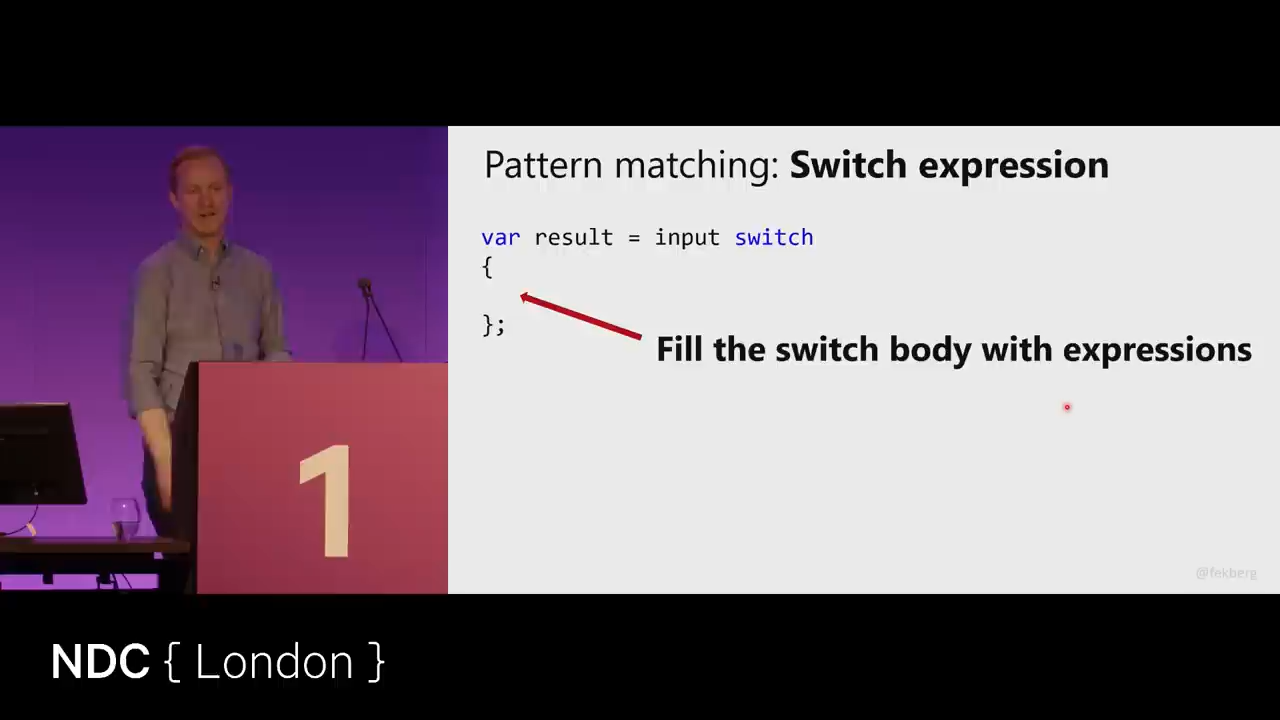 Pattern matching: Switch expression
var result = input switch
{
};
Fill the switch body with expressions
1
@fekberg
NDC { London }